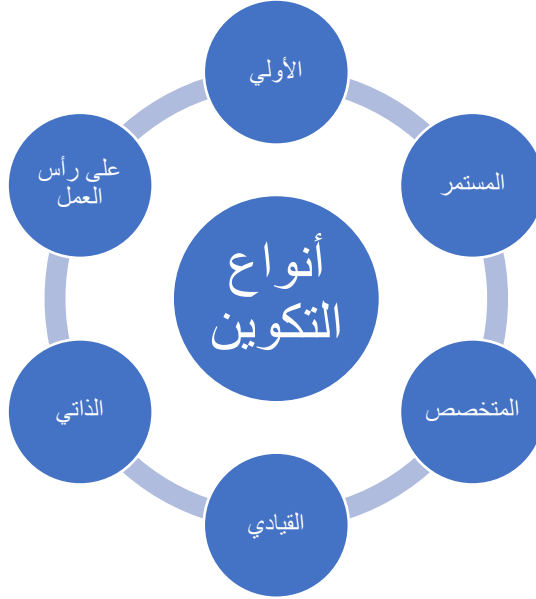 أنواع
التكوين
الأولي
المستمر
المتخصص
القيادي
الذاتي
على رأس
العمل